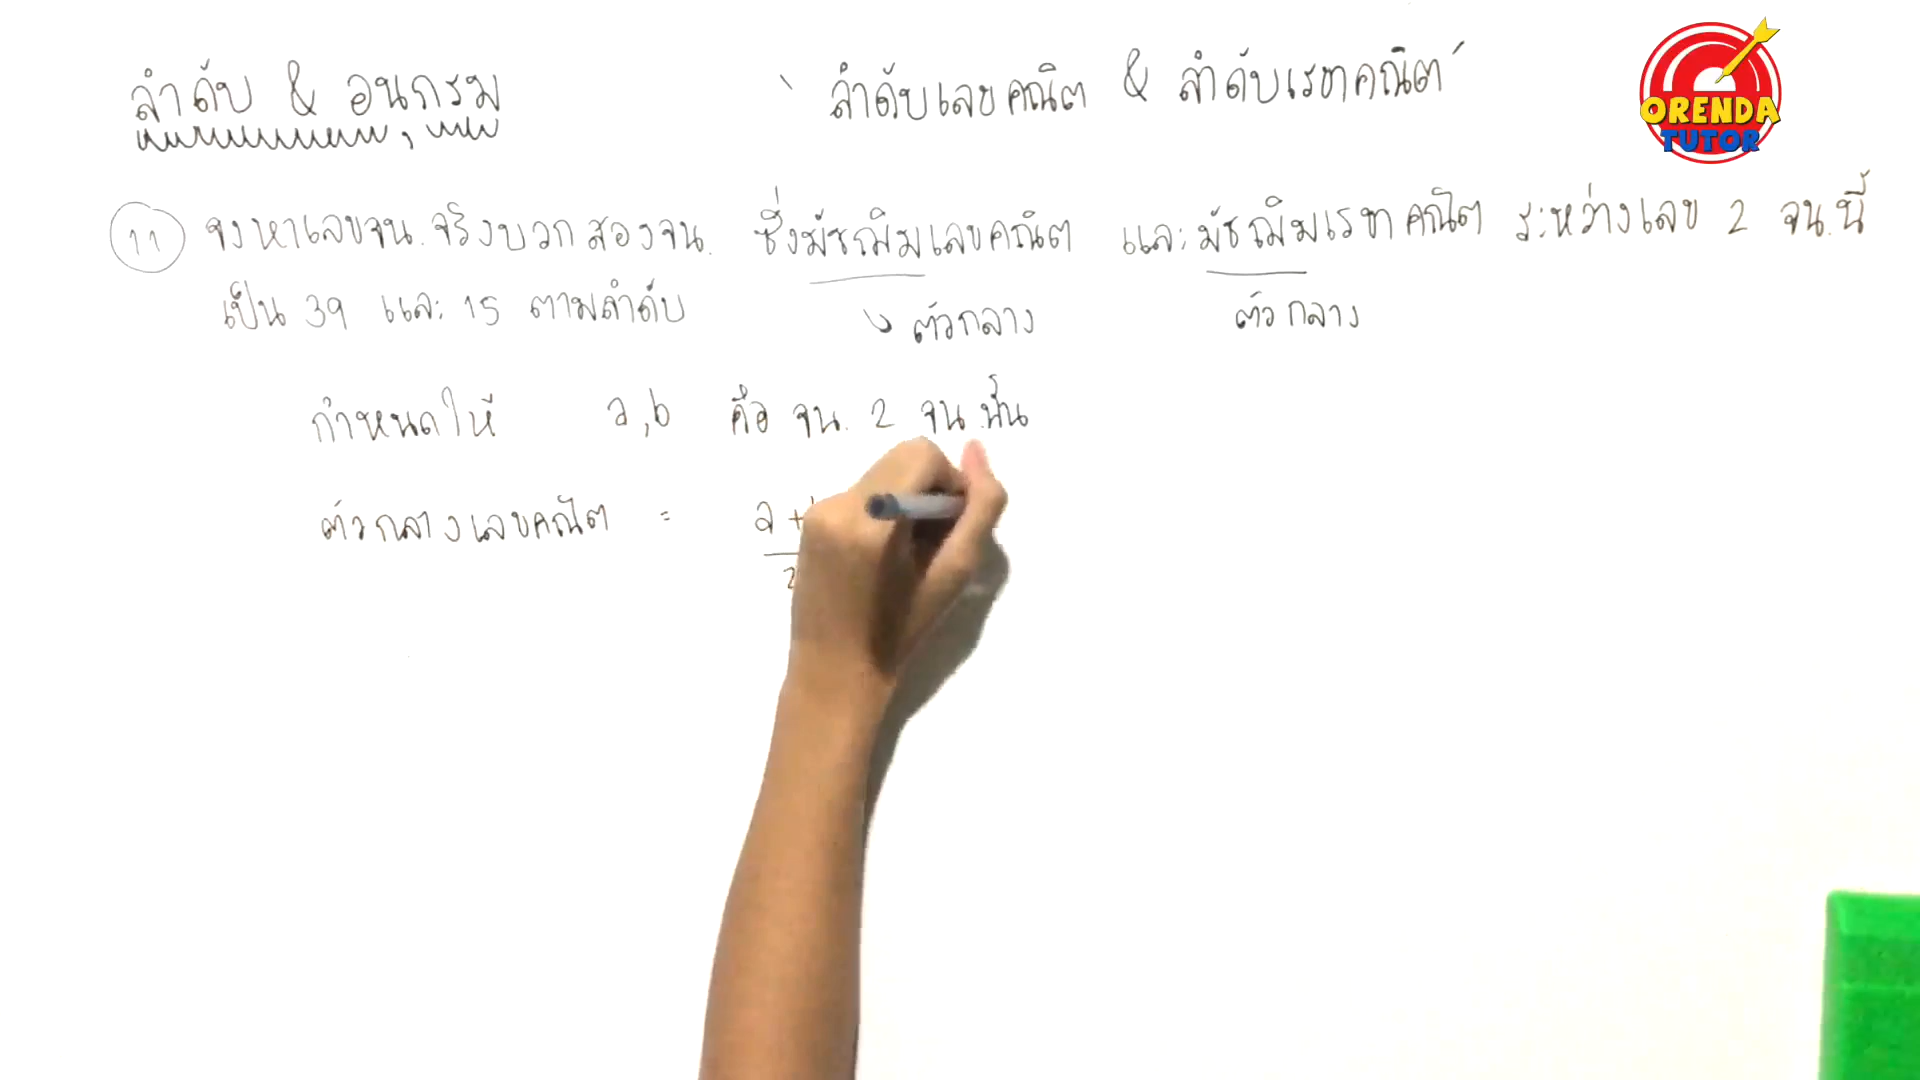 ลำดับ & อนุกรม
` ลำดับเลขคณิต & ลำดับเรขาคณิต ´
ORENDA
TUTOR
11 จงหาเลขจน. จริงบวกสองจน. ซึ่งมัชฌิมเลขคณิต และมัชฌิมเรขาคณิต ระหว่างเลข 2 จน. นี้
เป็น 39 และ 15 ตามลำดับ
ตัวกลาง
ตัวกลาง
กำหนดให้ a,b คือ จน. 2 จน. นั้น
ตัวกลางเลขคณิต = a +
2